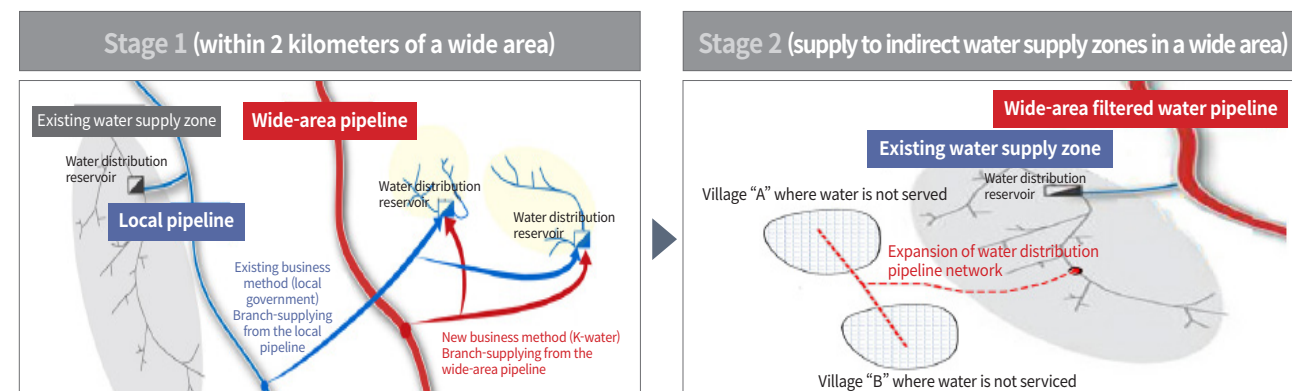 Stage 1 (within 2 kilometers of a wide area)
Existing water supply zone
Wide-area pipeline
Water distribution
reservoir
Local pipeline
Water distribution
reservoir
Water distribution
reservoir
Existing business
method (local
government)
Branch-supplying
from the local
pipeline
New business method (K-water)
Branch-supplying from the
wide-area pipeline
Stage 2 (supply to indirect water supply zones in a wide area)
Wide-area filtered water pipeline
Existing water supply zone
Water distribution
reservoir
Village “A” where water is not served
Expansion of water distribution
pipeline network
Village “B” where water is not serviced